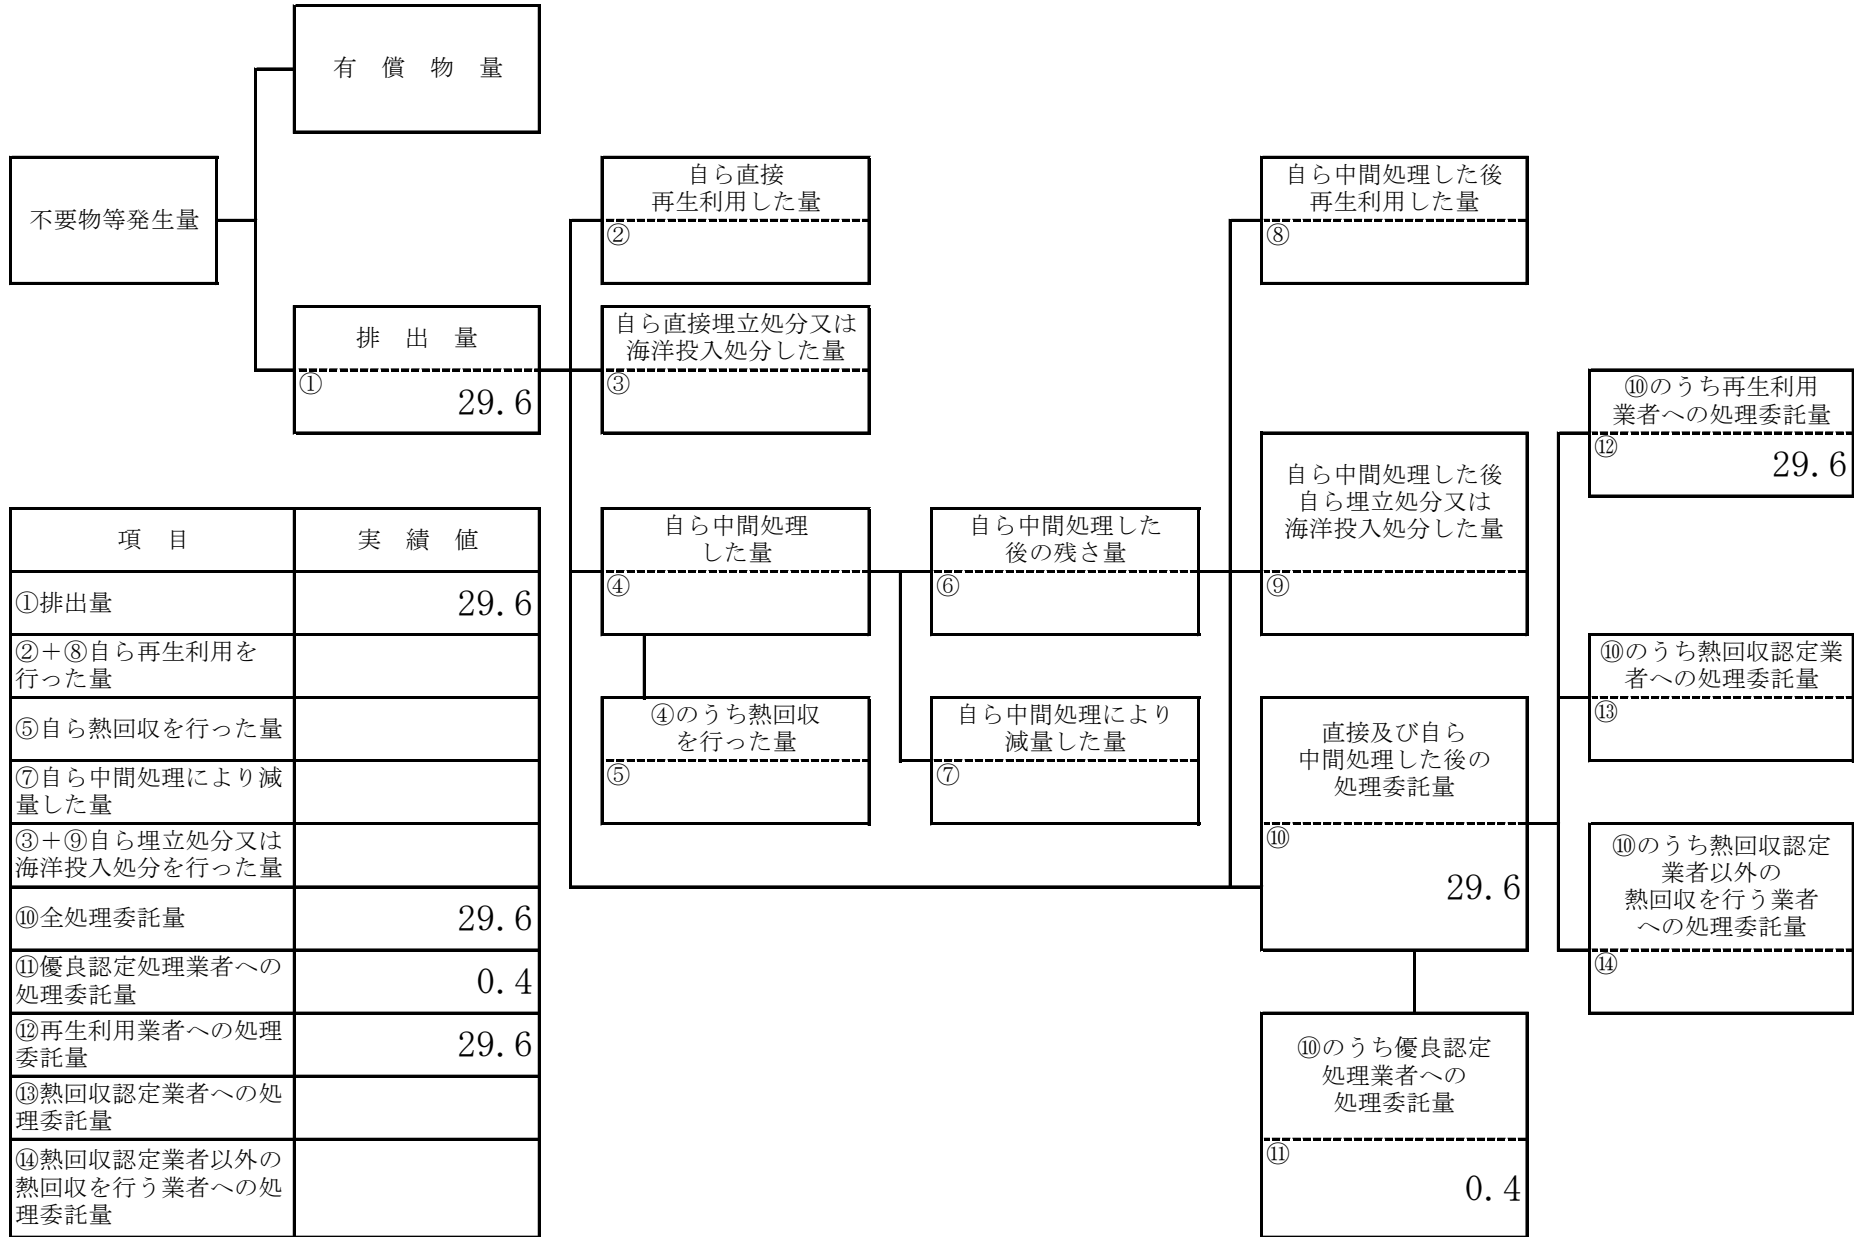 有　償　物　量
不要物等発生量
排　出　量
①
29.6
自ら直接
再生利用した量
②
自ら直接埋立処分又は
海洋投入処分した量
③
自ら中間処理
した量
④
④のうち熱回収
を行った量
⑤
自ら中間処理した
後の残さ量
⑥
自ら中間処理により
減量した量
⑦
自ら中間処理した後
再生利用した量
⑧
自ら中間処理した後
自ら埋立処分又は
海洋投入処分した量
⑨
直接及び自ら
中間処理した後の
処理委託量
⑩
29.6
⑩のうち優良認定
処理業者への
処理委託量
⑪
0.4
⑩のうち再生利用
業者への処理委託量
⑫
29.6
⑩のうち熱回収認定業
者への処理委託量
⑬
⑩のうち熱回収認定
業者以外の
熱回収を行う業者
への処理委託量
⑭
項　目　実　績　値
①排出量　29.6
②＋⑧自ら再生利用を
行った量
⑤自ら熱回収を行った量
⑦自ら中間処理により減
量した量
③＋⑨自ら埋立処分又は
海洋投入処分を行った量
⑩全処理委託量　29.6
⑪優良認定処理業者への
処理委託量　0.4
⑫再生利用業者への処理
委託量　29.6
⑬熱回収認定業者への処
理委託量
⑭熱回収認定業者以外の
熱回収を行う業者への処
理委託量